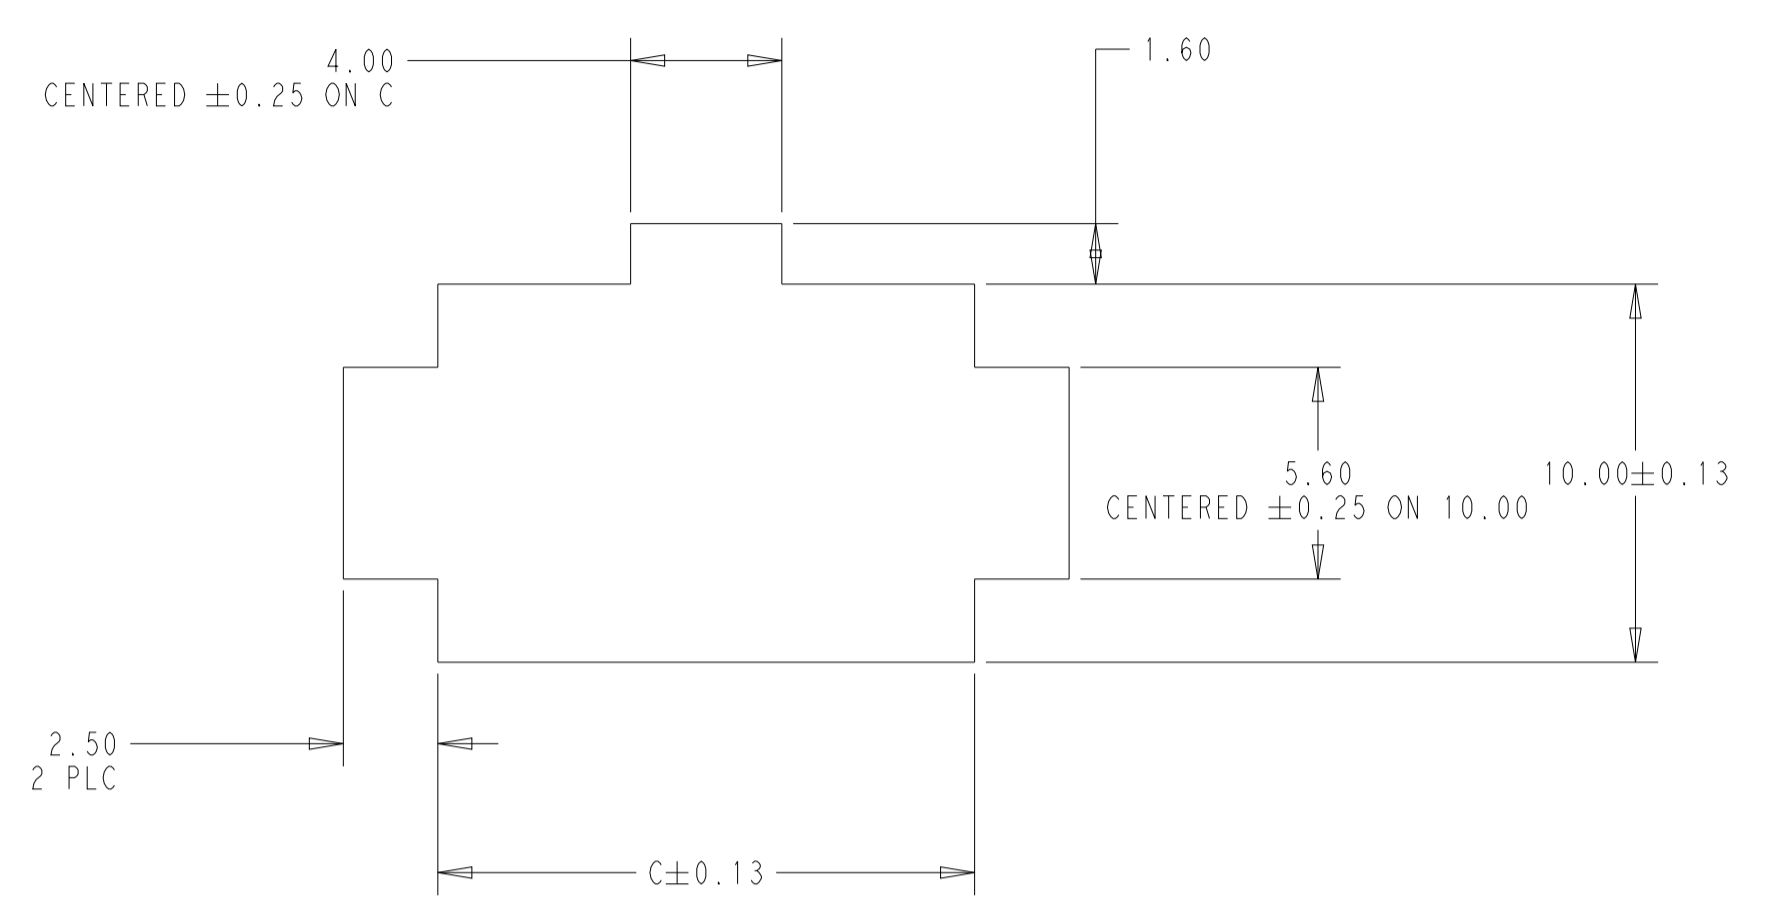 4.00
CENTERED ±0.25 ON C
1.60
5.60
CENTERED ±0.25 ON 10.00
10.00±0.13
2.50
2 PLC
C±0.13